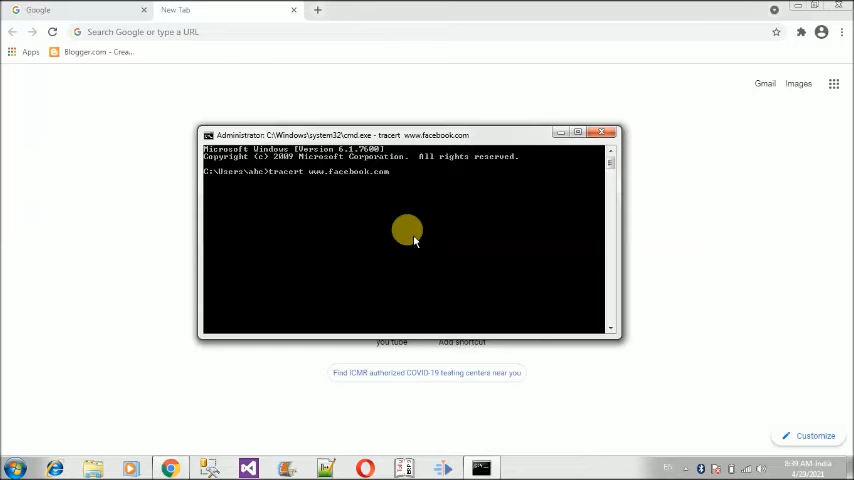 Google
New Tab
Search Google or type a URL
Apps
Blogger.com - Crea...
Gmail
Images
Administrator: C:\Windows\system32\cmd.exe - tracert www.facebook.com
Microsoft Windows [Version 6.1.7600]
Copyright (c) 2009 Microsoft Corporation. All rights reserved.
C:\Users\abc>tracert www.facebook.com
you tube
Add shortcut
Find ICMR authorized COVID-19 testing centers near you
Customize
EN
8:39 AM-India
4/29/2021